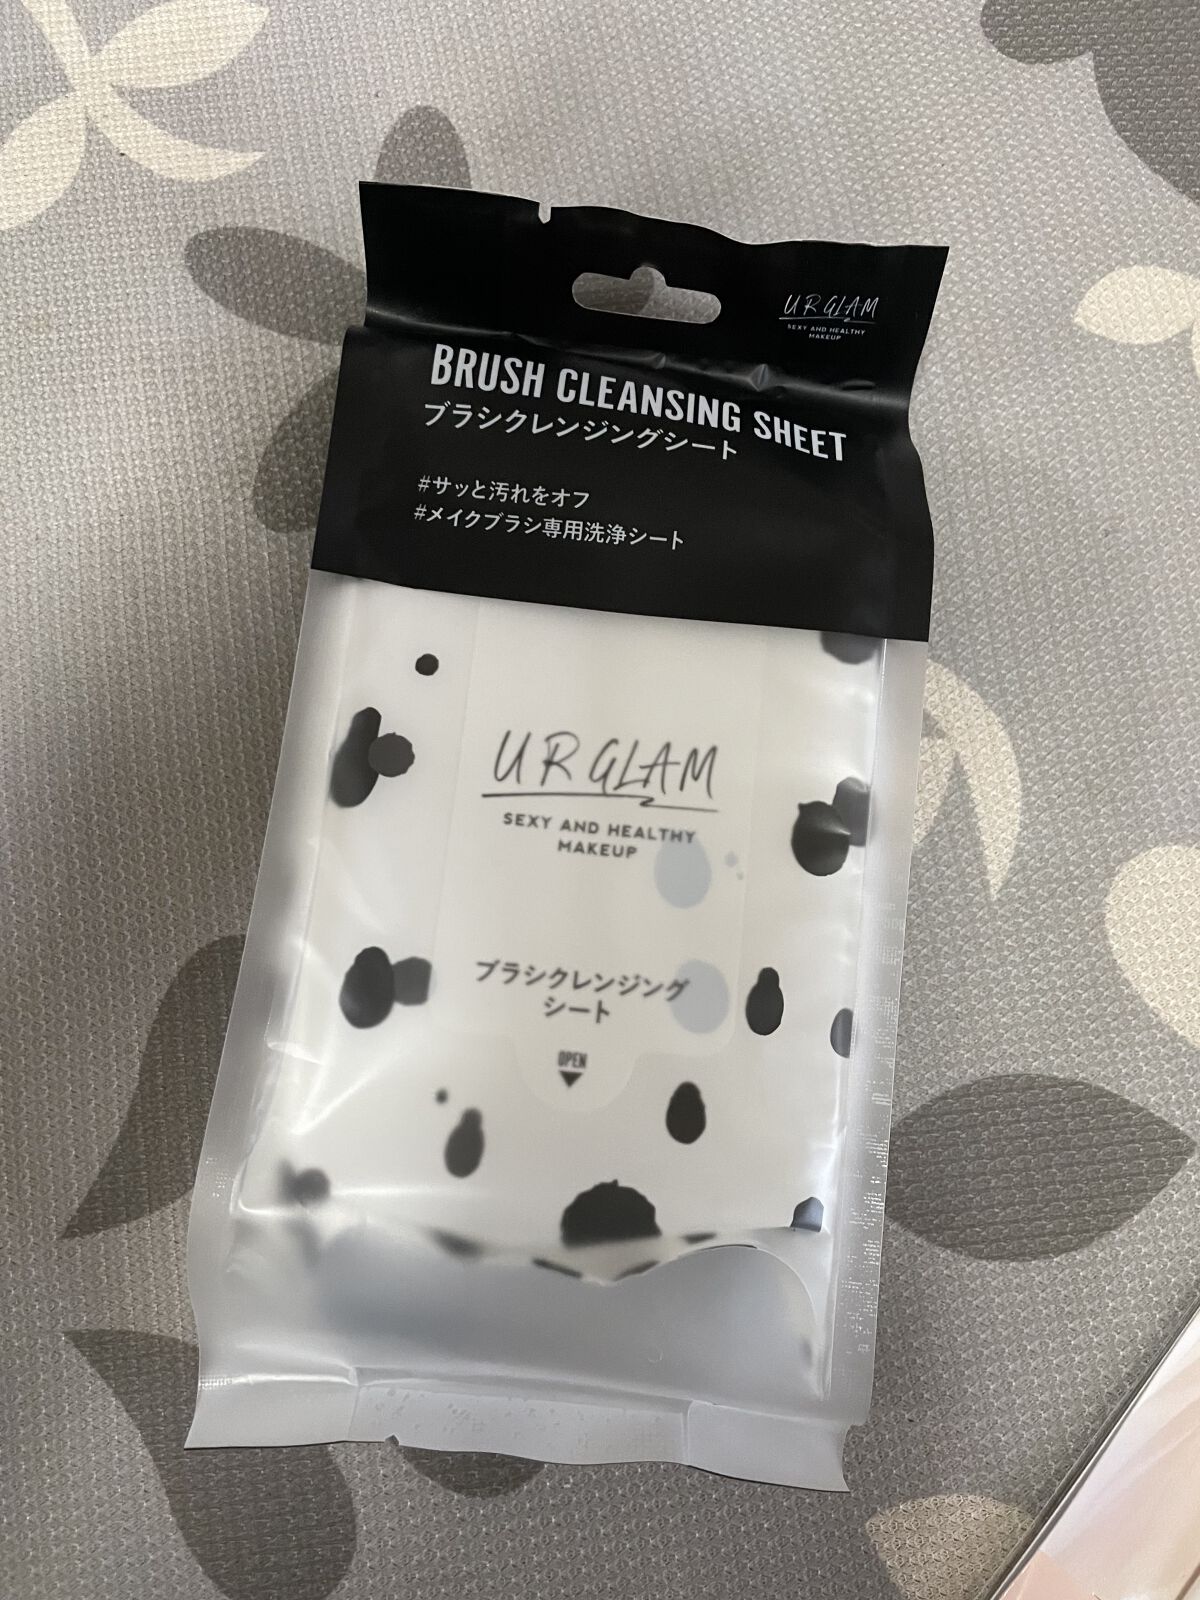 UR GLAM
SEXY AND HEALTHY
MAKEUP
BRUSH CLEANSING SHEET
ブラシクレンジングシート
#サッと汚れをオフ
#メイクブラシ専用洗浄シート
UR GLAM
SEXY AND HEALTHY
MAKEUP
ブラシクレンジング
シート
OPEN